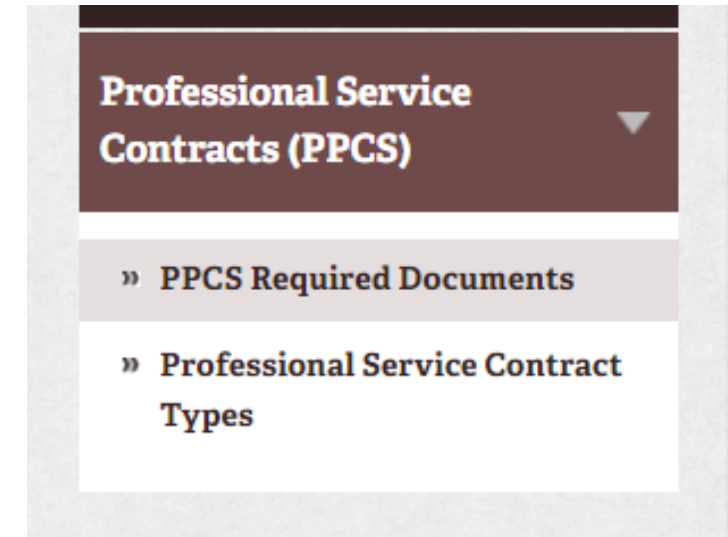 Professional Service
Contracts (PPCS)
» PPCS Required Documents
» Professional Service Contract
Types